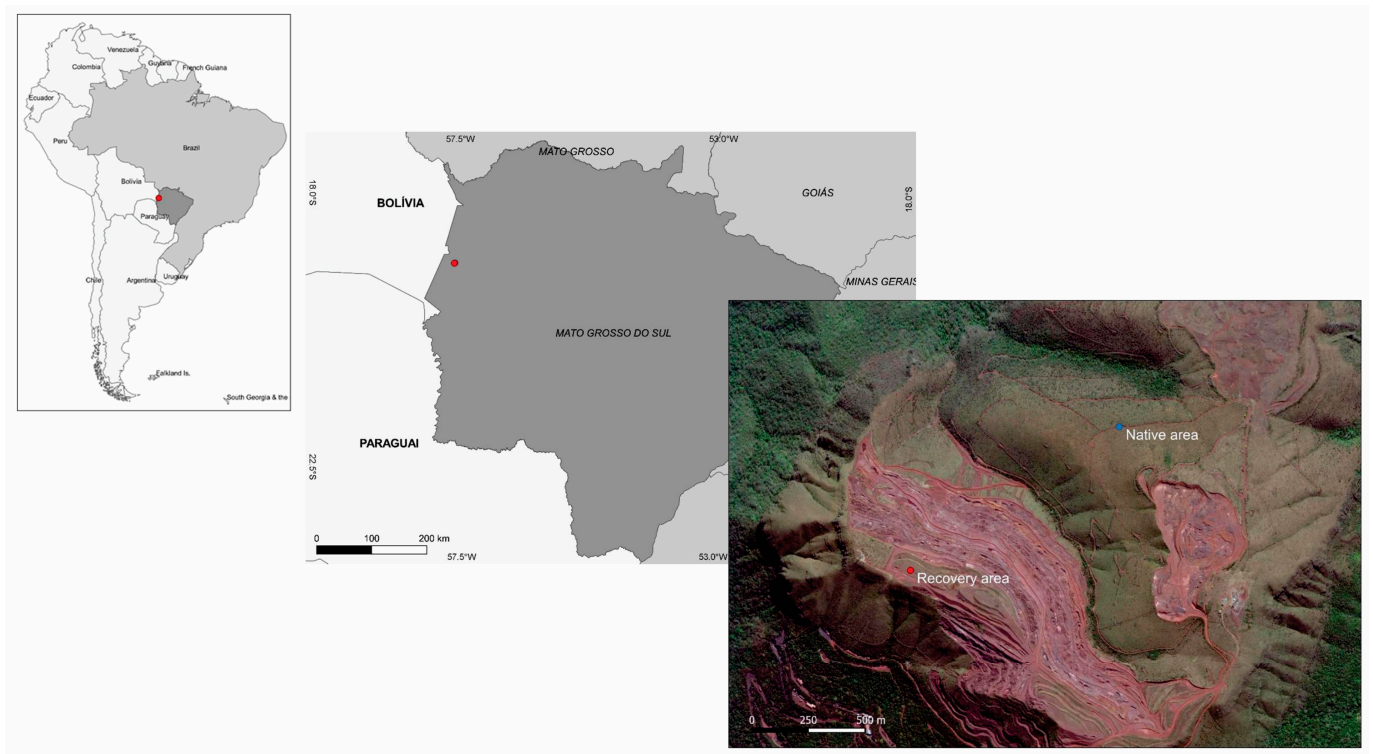 Venezuela
Guyana
French Guiana
Colombia
Ecuador
Peru
Brazil
Bolivia
Paraguay
Uruguay
Argentina
Chile
Falkland Is.
South Georgia & the
57.5°W
53.0°W
MATO GROSSO
18.0°S
BOLÍVIA
GOIÁS
18.0°S
MINAS GERAIS
MATO GROSSO DO SUL
PARAGUAI
22.5°S
0 100 200 km
57.5°W
53.0°W
Native area
Recovery area
0 250 500 m